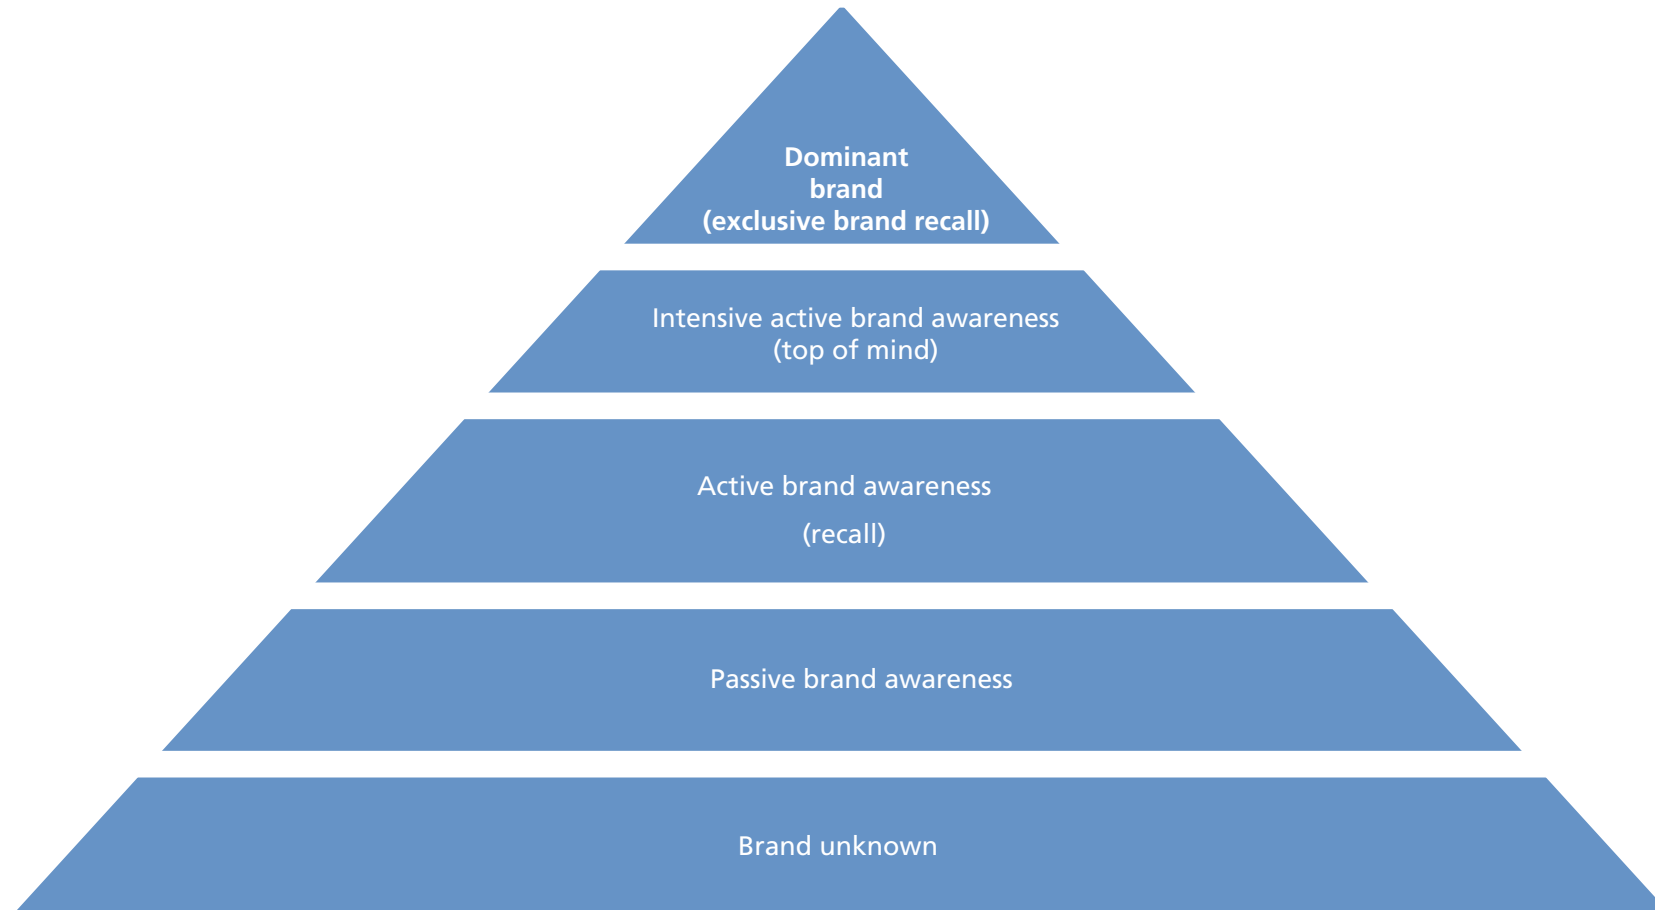 Dominant
brand
(exclusive brand recall)
Intensive active brand awareness
(top of mind)
Active brand awareness
(recall)
Passive brand awareness
Brand unknown